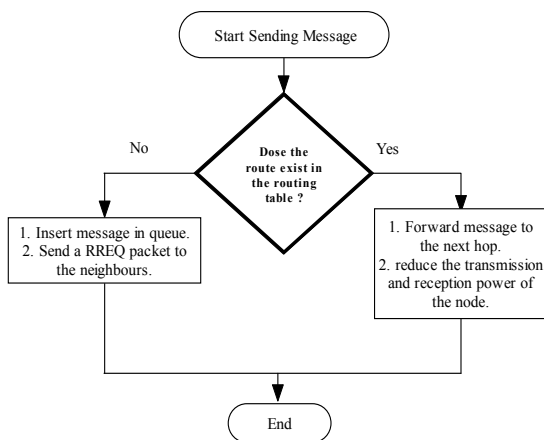 Start Sending Message
No
Dose the
route exist in
the routing
table ?
Yes
1. Insert message in queue.
2. Send a RREQ packet to
the neighbours.
1. Forward message to
the next hop.
2. reduce the transmission
and reception power of
the node.
End